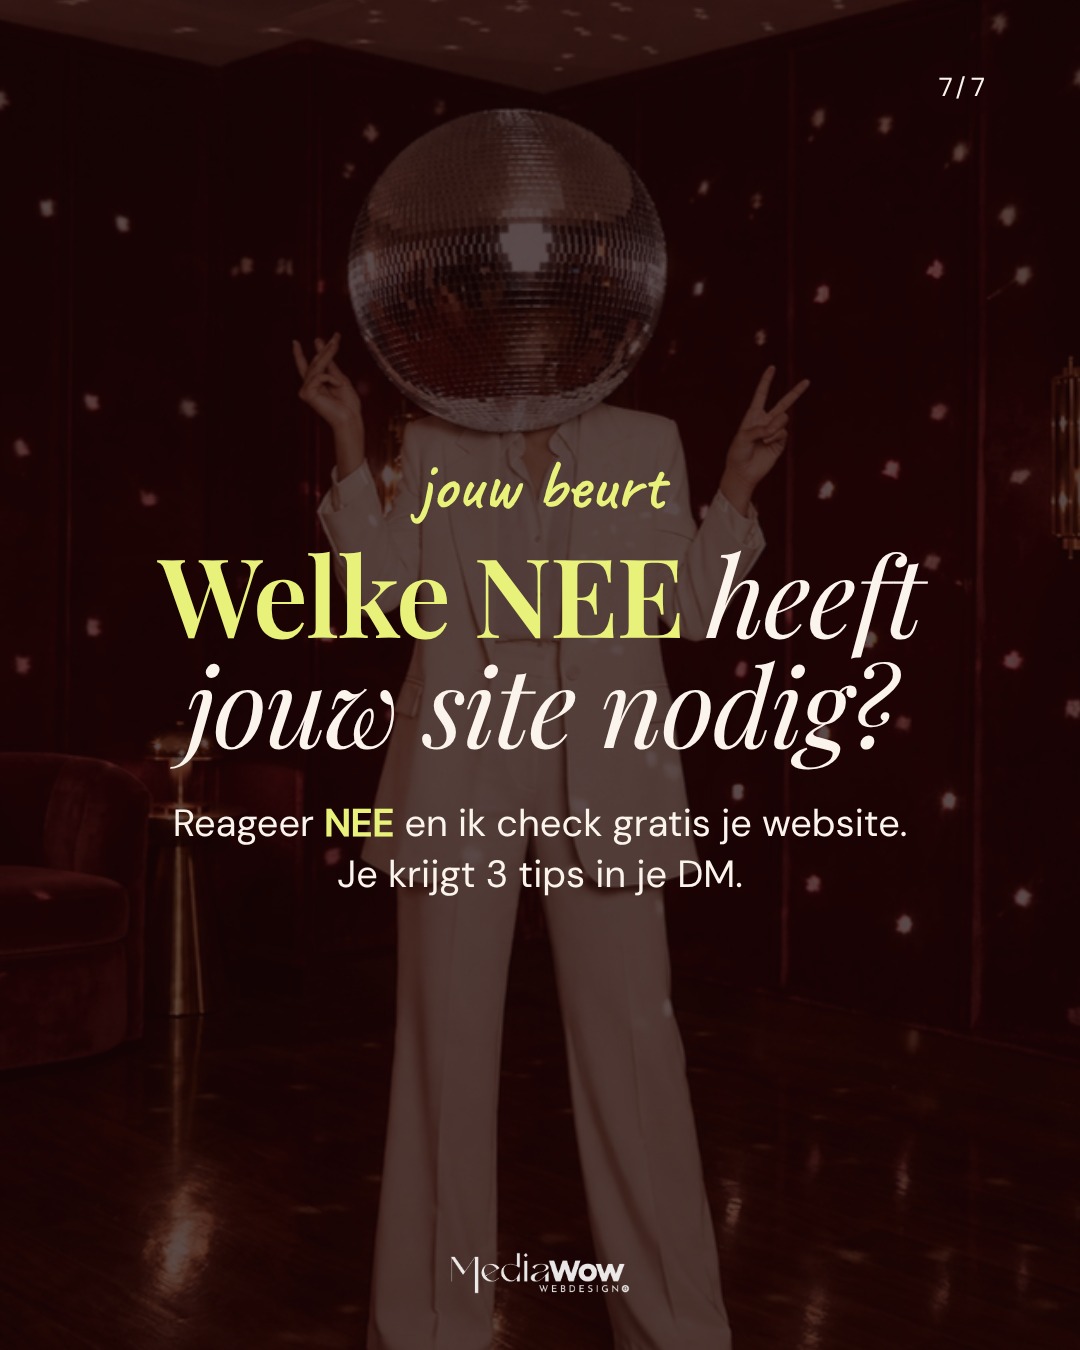 7/7
jouw beurt
Welke NEE heeft
jouw site nodig?
Reageer NEE en ik check gratis je website.
Je krijgt 3 tips in je DM.
MediaWow
WEBDESIGN